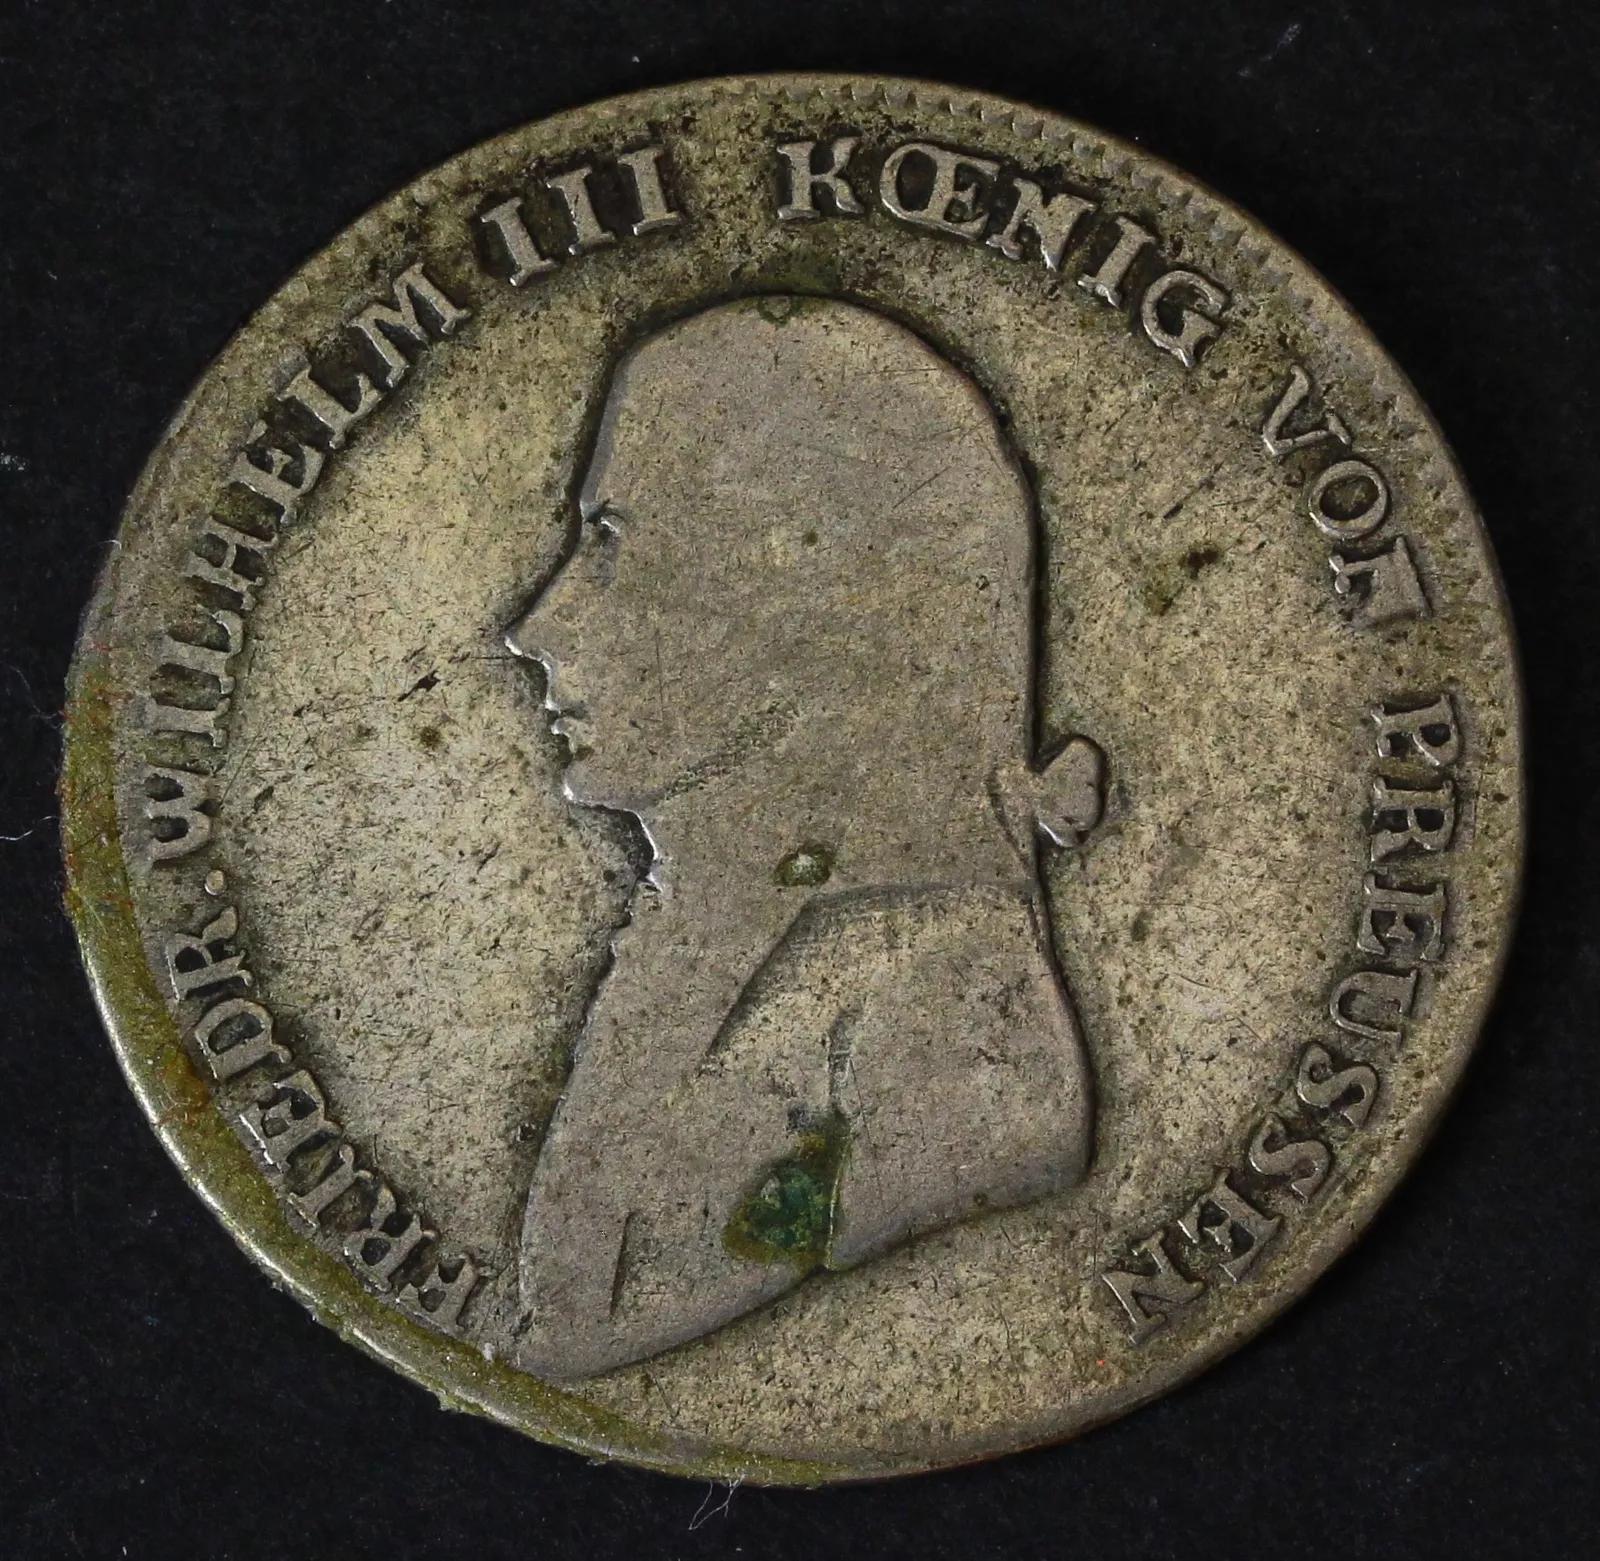 FRIEDR. WILHELM III KŒNIG VON PREUSSEN